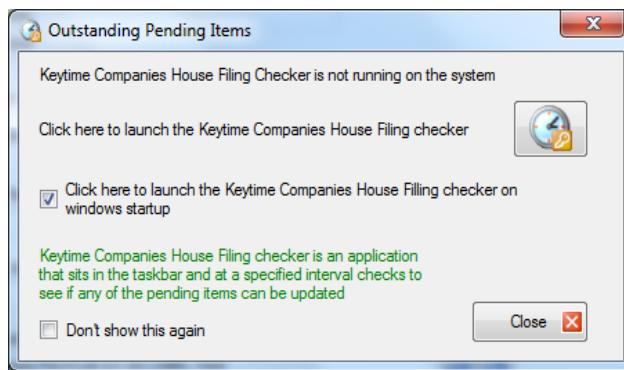 Outstanding Pending Items
Keytime Companies House Filing Checker is not running on the system
Click here to launch the Keytime Companies House Filing checker
Click here to launch the Keytime Companies House Filling checker on
windows startup
Keytime Companies House Filing checker is an application
that sits in the taskbar and at a specified interval checks to
see if any of the pending items can be updated
Don't show this again
Close